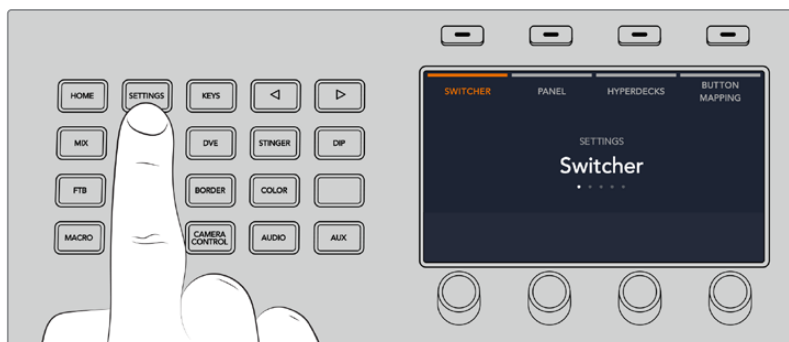 HOME
SETTINGS
KEYS
MIX
DVE
STINGER
DIP
FTB
BORDER
COLOR
MACRO
CAMERA
CONTROL
AUDIO
AUX
SWITCHER
PANEL
HYPERDECKS
BUTTON
MAPPING
SETTINGS
Switcher